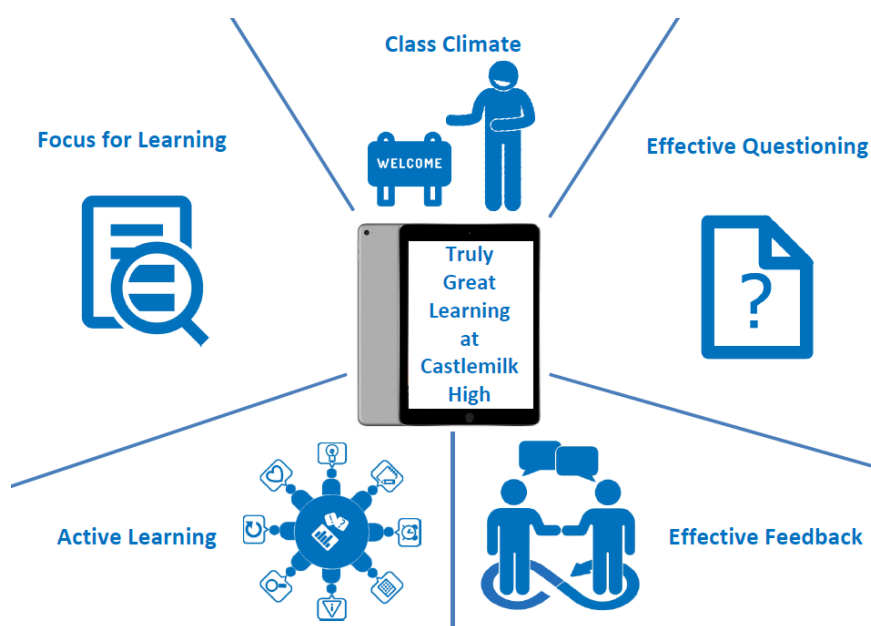 Class Climate
Focus for Learning
Effective Questioning
WELCOME
Truly
Great
Learning
at
Castlemilk
High
?
Active Learning
Effective Feedback